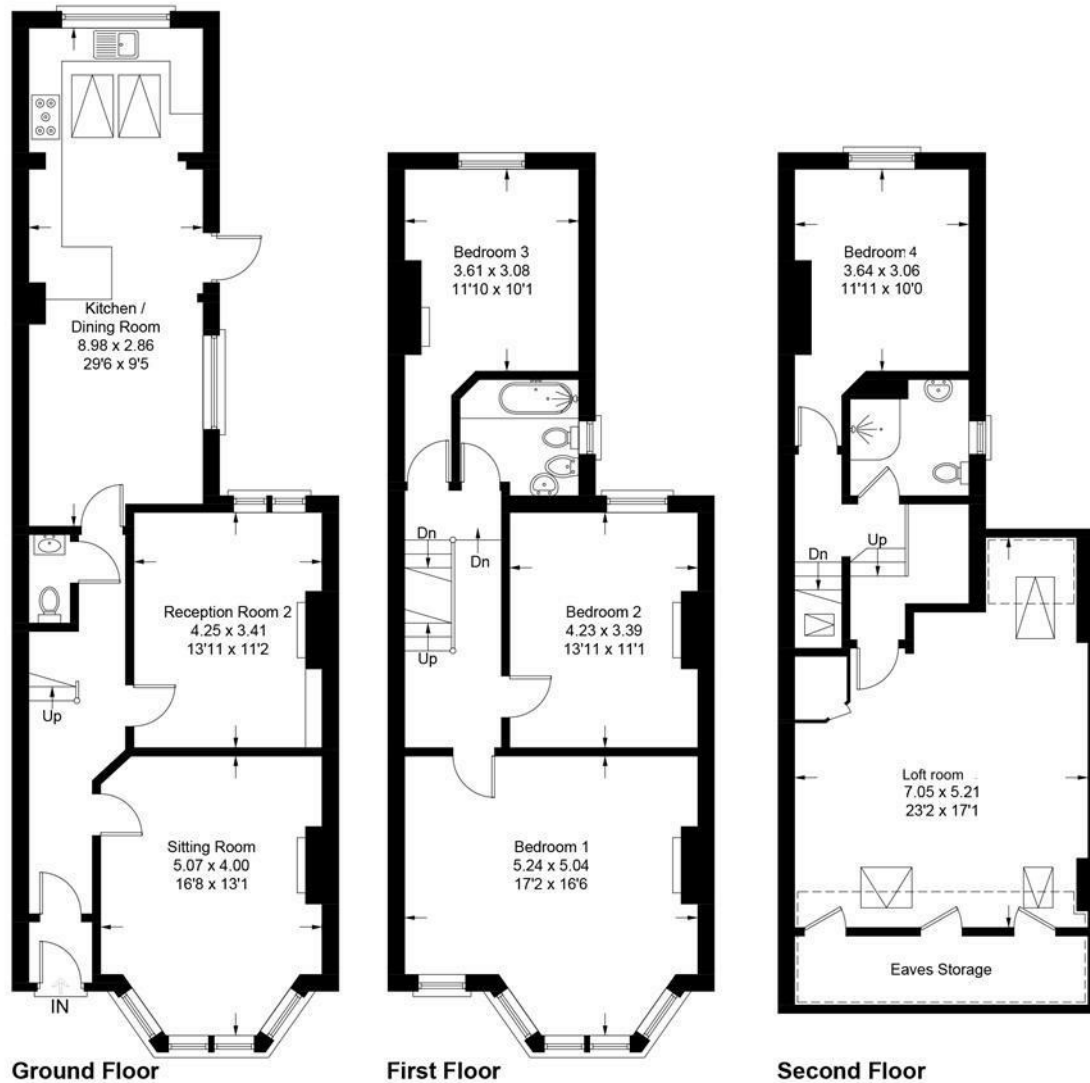 Kitchen /
Dining Room
8.98 x 2.86
29'6 x 9'5
Reception Room 2
4.25 x 3.41
13'11 x 11'2
Up
Sitting Room
5.07 x 4.00
16'8 x 13'1
IN
Ground Floor
Bedroom 3
3.61 x 3.08
11'10 x 10'1
Dn
Dn
Up
Bedroom 2
4.23 x 3.39
13'11 x 11'1
Bedroom 1
5.24 x 5.04
17'2 x 16'6
First Floor
Bedroom 4
3.64 x 3.06
11'11 x 10'0
Dn
Up
Loft room
7.05 x 5.21
23'2 x 17'1
Eaves Storage
Second Floor